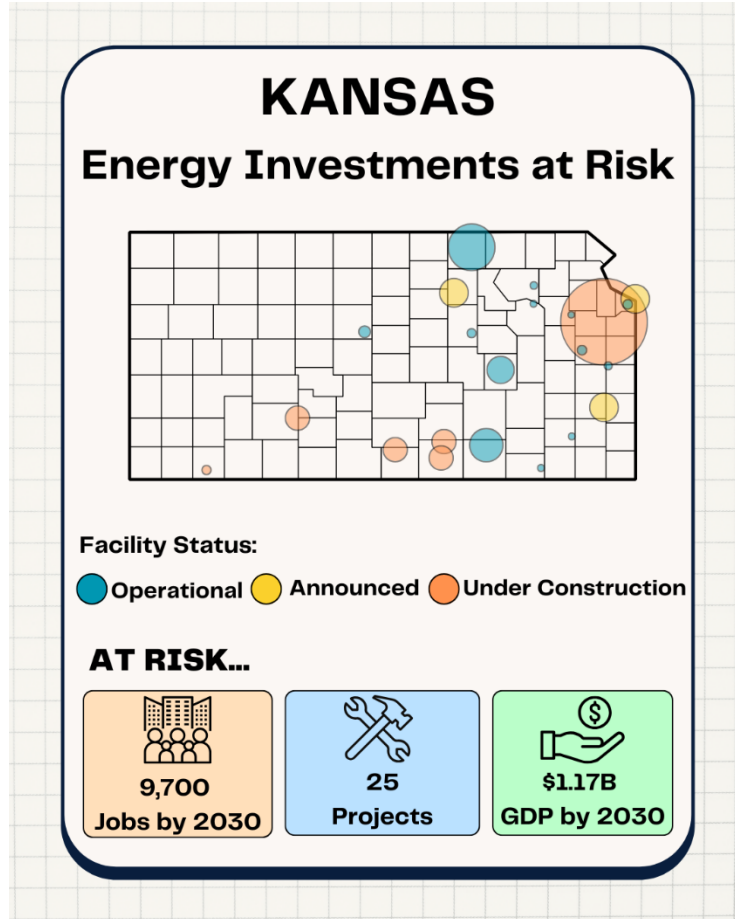 KANSAS
Energy Investments at Risk
Facility Status:
Operational Announced Under Construction
AT RISK...
$
9,700 25 $1.17B
Jobs by 2030 Projects GDP by 2030